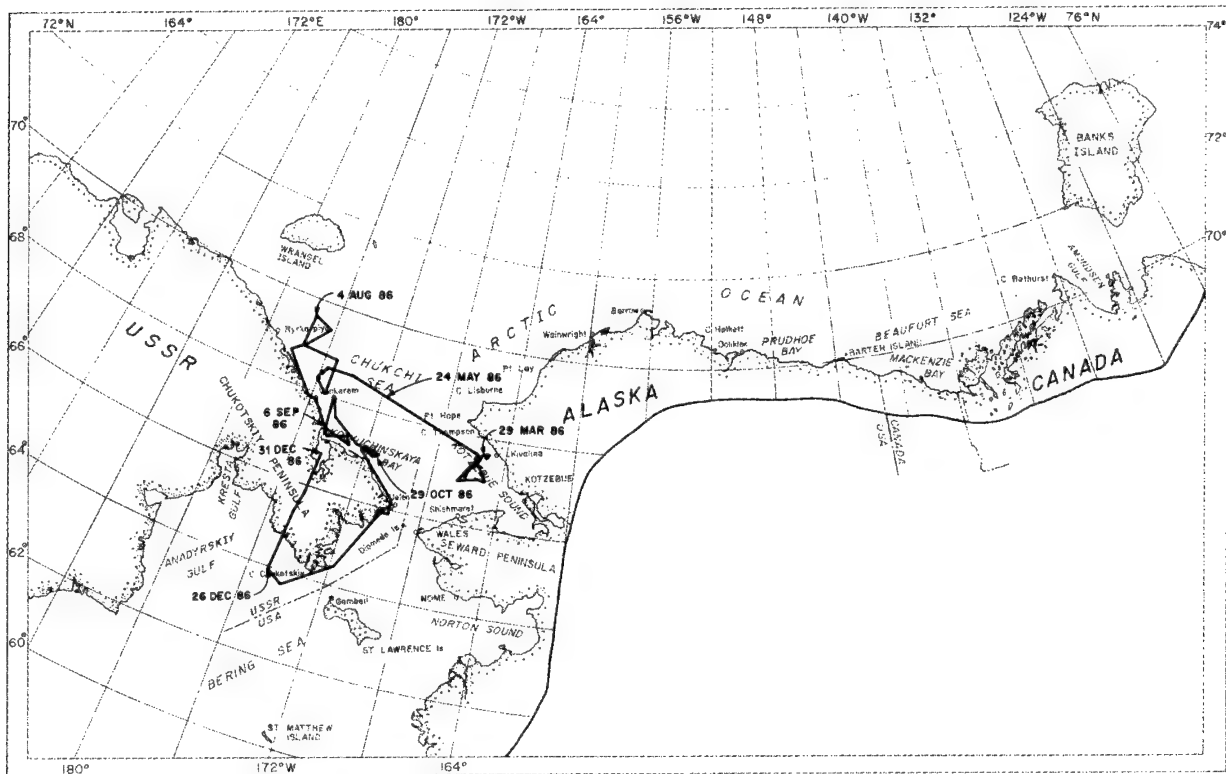 72°N 164° 172°E 180° 172°W 164° 156°W 148° 140°W 132° 124°W 76°N 74°
70°
68°
66°
64°
62°
60°
72°
70°
BANKS
ISLAND
WRANGEL
ISLAND
AMUNDSEN
GULF
C Bathurst
4 AUG 86
USSR
ARCTIC
OCEAN
Barrow
Wainwright
C Halkett
Oliktok
PRUDHOE
BAY
BEAUFORT SEA
BARTER ISLAND
MACKENZIE
BAY
CANADA
CHUKCHI
SEA
Pt Lay
C Lisburne
24 MAY 86
ALASKA
CANADA
USA
Pt Hope
C Thompson
29 MAR 86
Kivalina
6 SEP
86
31 DEC
86
CHUKOTSKIY
PENINSULA
KOLYUCHINSKAYA
BAY
29 OCT 86
KOTZEBUE
SOUND
KOTZEBUE
Shishmaref
KRESTA
GULF
ANADYRSKIY
GULF
Diomede Is
WALES
SEWARD PENINSULA
26 DEC 86
USSR
USA
Gambell
NOME
NORTON SOUND
ST LAWRENCE Is
BERING SEA
ST MATTHEW
ISLAND
180° 172°W 164°